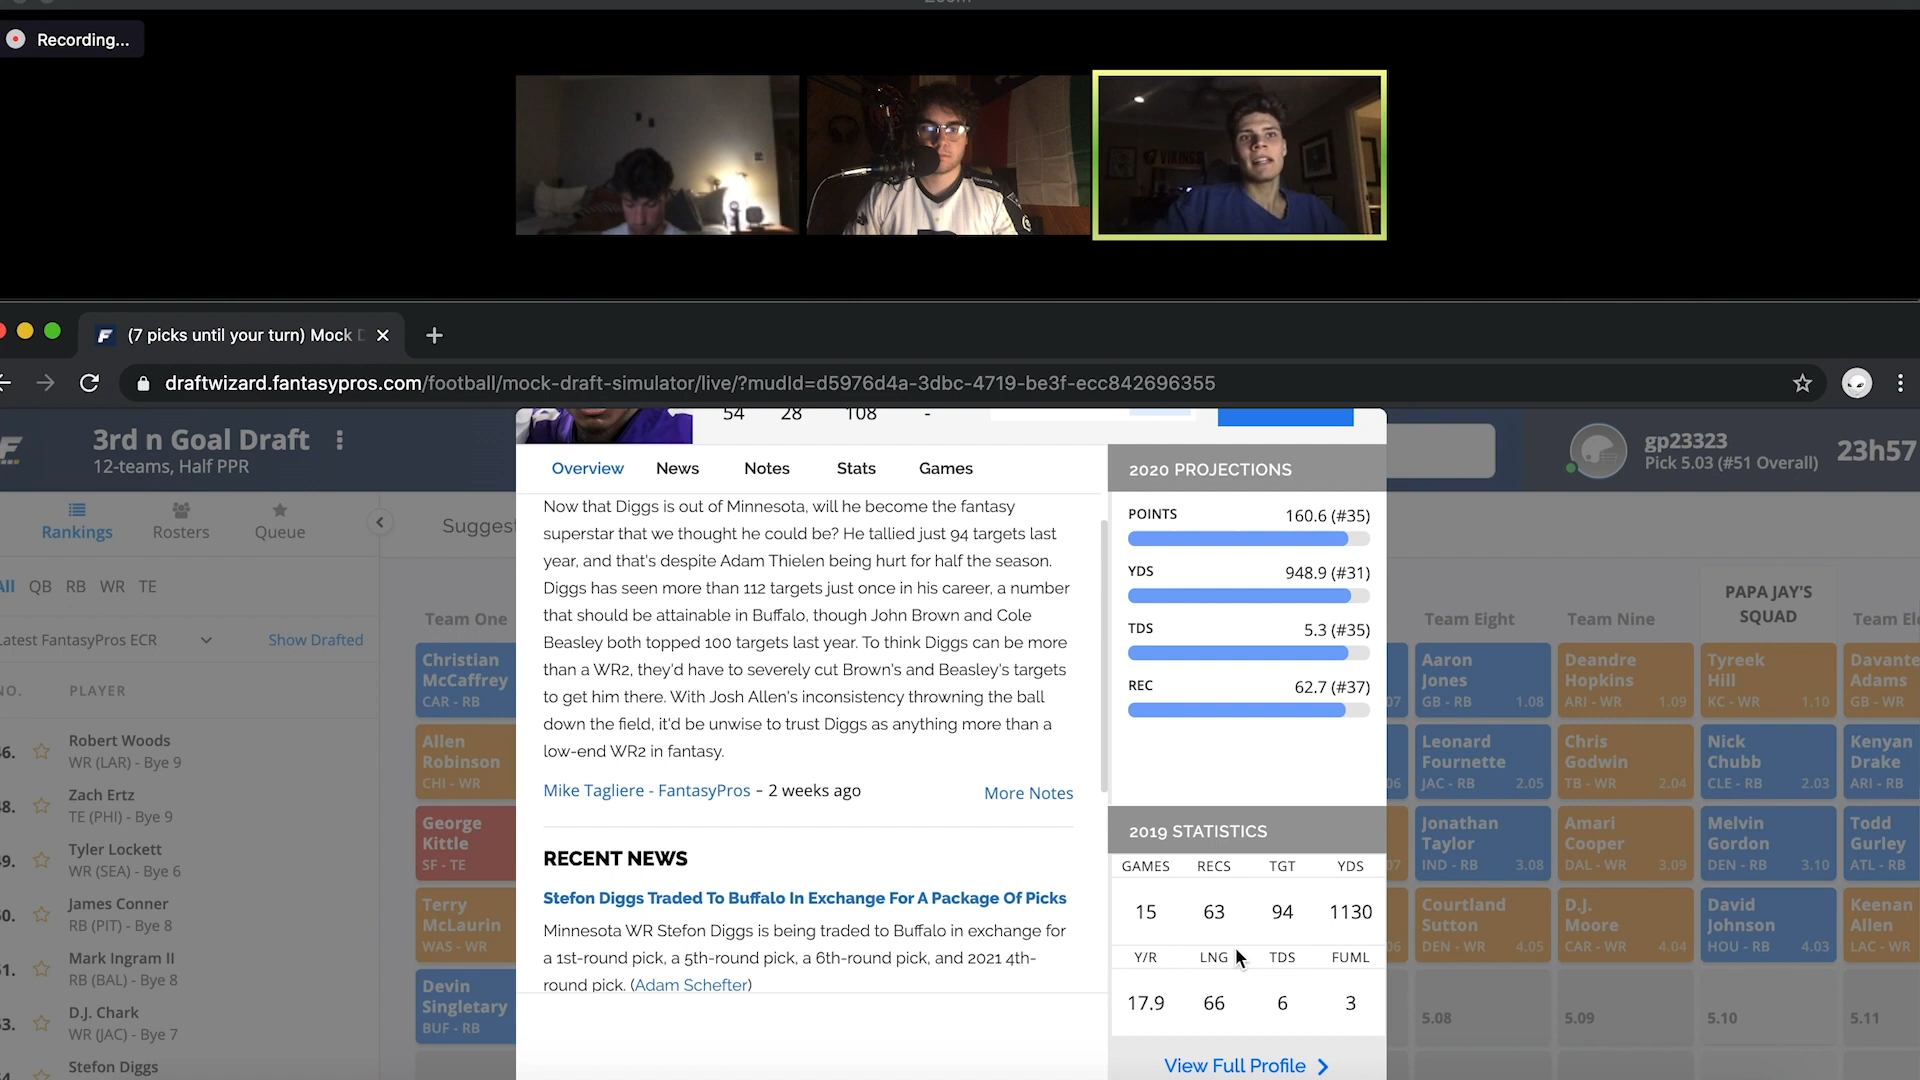 Zoom
Recording...
VIKINGS
(7 picks until your turn) Mock D
draftwizard.fantasypros.com/football/mock-draft-simulator/live/?mudId=d5976d4a-3dbc-4719-be3f-ecc842696355
3rd n Goal Draft
12-teams, Half PPR
54 28 108 -
gp23323
Pick 5.03 (#51 Overall)
23h57
Rankings Rosters Queue
Suggest
All QB RB WR TE
Latest FantasyPros ECR Show Drafted
NO. PLAYER
46. Robert Woods
WR (LAR) - Bye 9
48. Zach Ertz
TE (PHI) - Bye 9
49. Tyler Lockett
WR (SEA) - Bye 6
50. James Conner
RB (PIT) - Bye 8
51. Mark Ingram II
RB (BAL) - Bye 8
53. D.J. Chark
WR (JAC) - Bye 7
54. Stefon Diggs
Team One
Christian
McCaffrey
CAR - RB
Allen
Robinson
CHI - WR
George
Kittle
SF - TE
Terry
McLaurin
WAS - WR
Devin
Singletary
BUF - RB
Overview News Notes Stats Games
Now that Diggs is out of Minnesota, will he become the fantasy
superstar that we thought he could be? He tallied just 94 targets last
year, and that's despite Adam Thielen being hurt for half the season.
Diggs has seen more than 112 targets just once in his career, a number
that should be attainable in Buffalo, though John Brown and Cole
Beasley both topped 100 targets last year. To think Diggs can be more
than a WR2, they'd have to severely cut Brown's and Beasley's targets
to get him there. With Josh Allen's inconsistency throwing the ball
down the field, it'd be unwise to trust Diggs as anything more than a
low-end WR2 in fantasy.
Mike Tagliere - FantasyPros - 2 weeks ago More Notes
RECENT NEWS
Stefon Diggs Traded To Buffalo In Exchange For A Package Of Picks
Minnesota WR Stefon Diggs is being traded to Buffalo in exchange for
a 1st-round pick, a 5th-round pick, a 6th-round pick, and 2021 4th-
round pick. (Adam Schefter)
2020 PROJECTIONS
POINTS 160.6 (#35)
YDS 948.9 (#31)
TDS 5.3 (#35)
REC 62.7 (#37)
2019 STATISTICS
GAMES RECS TGT YDS
15 63 94 1130
Y/R LNG TDS FUML
17.9 66 6 3
View Full Profile
07
06
07
06
Team Eight
Aaron
Jones
GB - RB 1.08
Leonard
Fournette
JAC - RB 2.05
Jonathan
Taylor
IND - RB 3.08
Courtland
Sutton
DEN - WR 4.05
5.08
Team Nine
Deandre
Hopkins
ARI - WR 1.09
Chris
Godwin
TB - WR 2.04
Amari
Cooper
DAL - WR 3.09
D.J.
Moore
CAR - WR 4.04
5.09
PAPA JAY'S
SQUAD
Tyreek
Hill
KC - WR 1.10
Nick
Chubb
CLE - RB 2.03
Melvin
Gordon
DEN - RB 3.10
David
Johnson
HOU - RB 4.03
5.10
Team Ele
Davante
Adams
GB - WR
Kenyan
Drake
ARI - RB
Todd
Gurley
ATL - RB
Keenan
Allen
LAC - WR
5.11